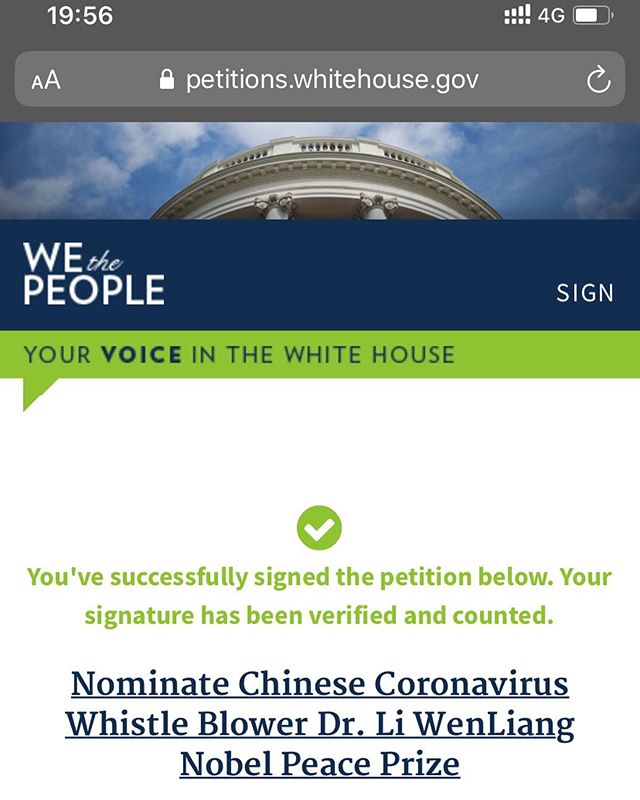 19:56 4G
AA petitions.whitehouse.gov
WE the
PEOPLE
SIGN
YOUR VOICE IN THE WHITE HOUSE
You've successfully signed the petition below. Your
signature has been verified and counted.
Nominate Chinese Coronavirus
Whistle Blower Dr. Li WenLiang
Nobel Peace Prize